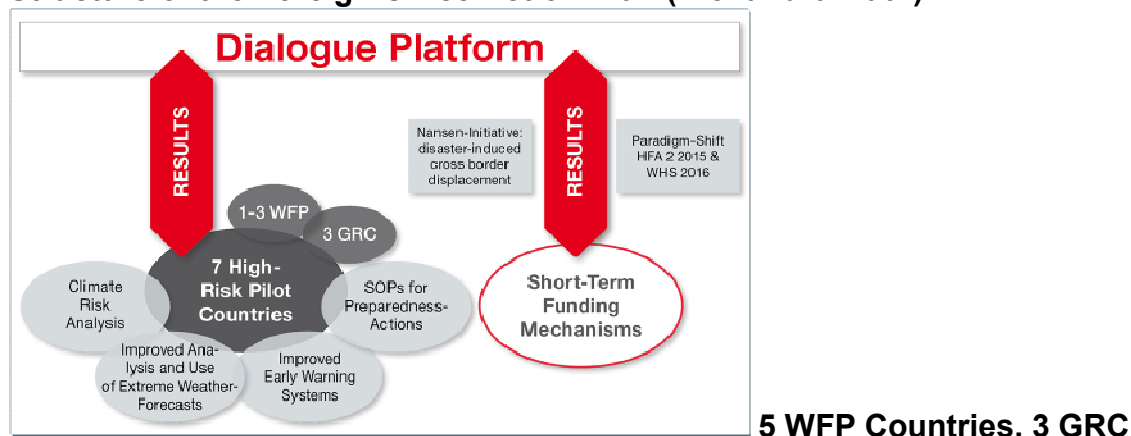 Dialogue Platform
RESULTS
RESULTS
Nansen-Initiative:
disaster-induced
cross border
displacement
Paradigm-Shift
HFA 2 2015 &
WHS 2016
1-3 WFP
3 GRC
7 High-
Risk Pilot
Countries
Climate
Risk
Analysis
SOPs for
Preparedness-
Actions
Improved Ana-
lysis and Use
of Extreme Weather-
Forecasts
Improved
Early Warning
Systems
Short-Term
Funding
Mechanisms
5 WFP Countries, 3 GRC